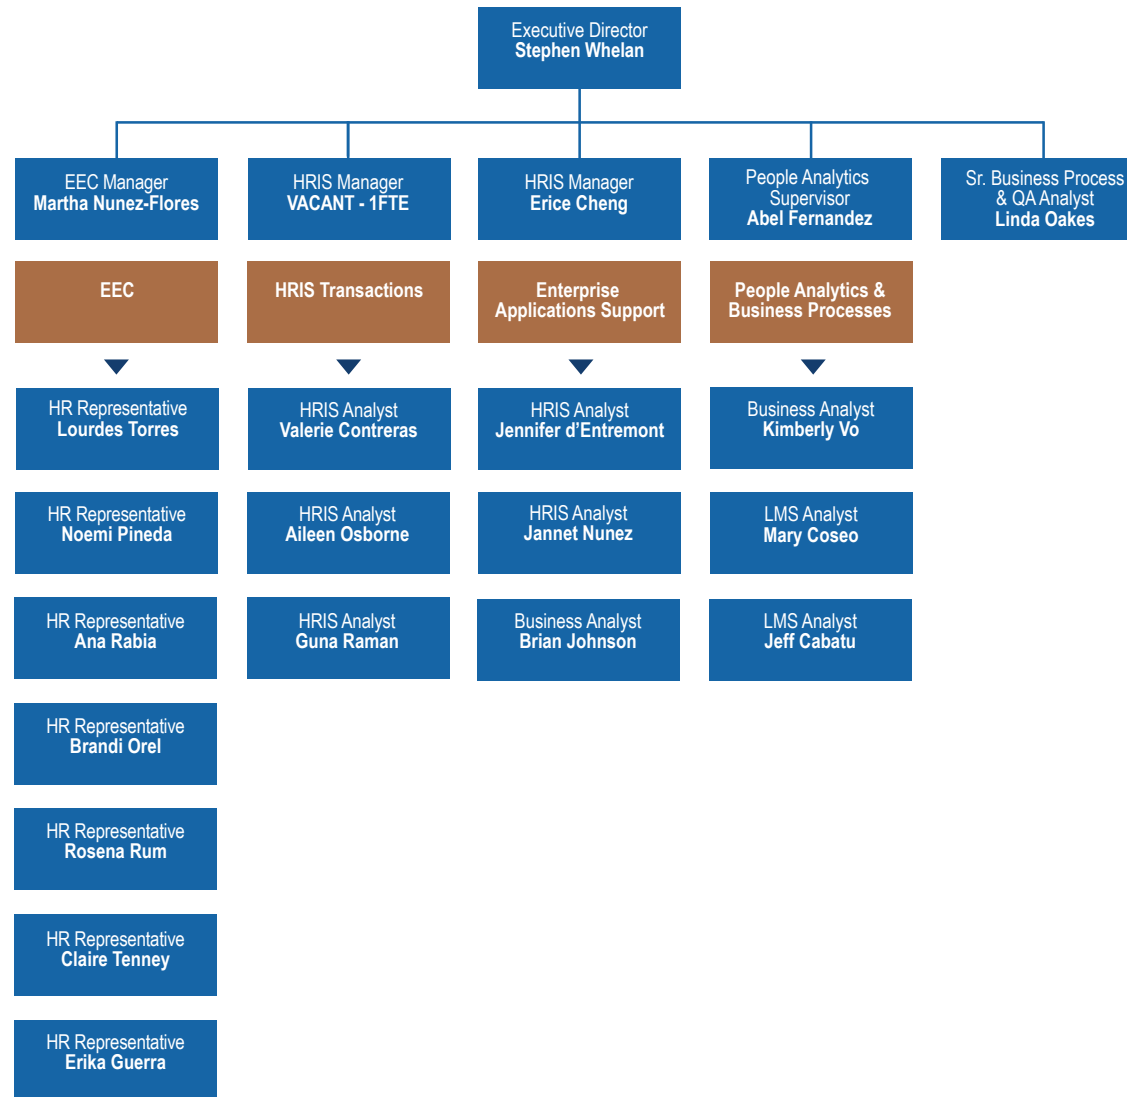 Executive Director
Stephen Whelan
EEC Manager
Martha Nunez-Flores
HRIS Manager
VACANT - 1FTE
HRIS Manager
Erice Cheng
People Analytics
Supervisor
Abel Fernandez
Sr. Business Process
& QA Analyst
Linda Oakes
EEC
HRIS Transactions
Enterprise
Applications Support
People Analytics &
Business Processes
HR Representative
Lourdes Torres
HRIS Analyst
Valerie Contreras
HRIS Analyst
Jennifer d’Entremont
Business Analyst
Kimberly Vo
HR Representative
Noemi Pineda
HRIS Analyst
Aileen Osborne
HRIS Analyst
Jannet Nunez
LMS Analyst
Mary Coseo
HR Representative
Ana Rabia
HRIS Analyst
Guna Raman
Business Analyst
Brian Johnson
LMS Analyst
Jeff Cabatu
HR Representative
Brandi Orel
HR Representative
Rosena Rum
HR Representative
Claire Tenney
HR Representative
Erika Guerra